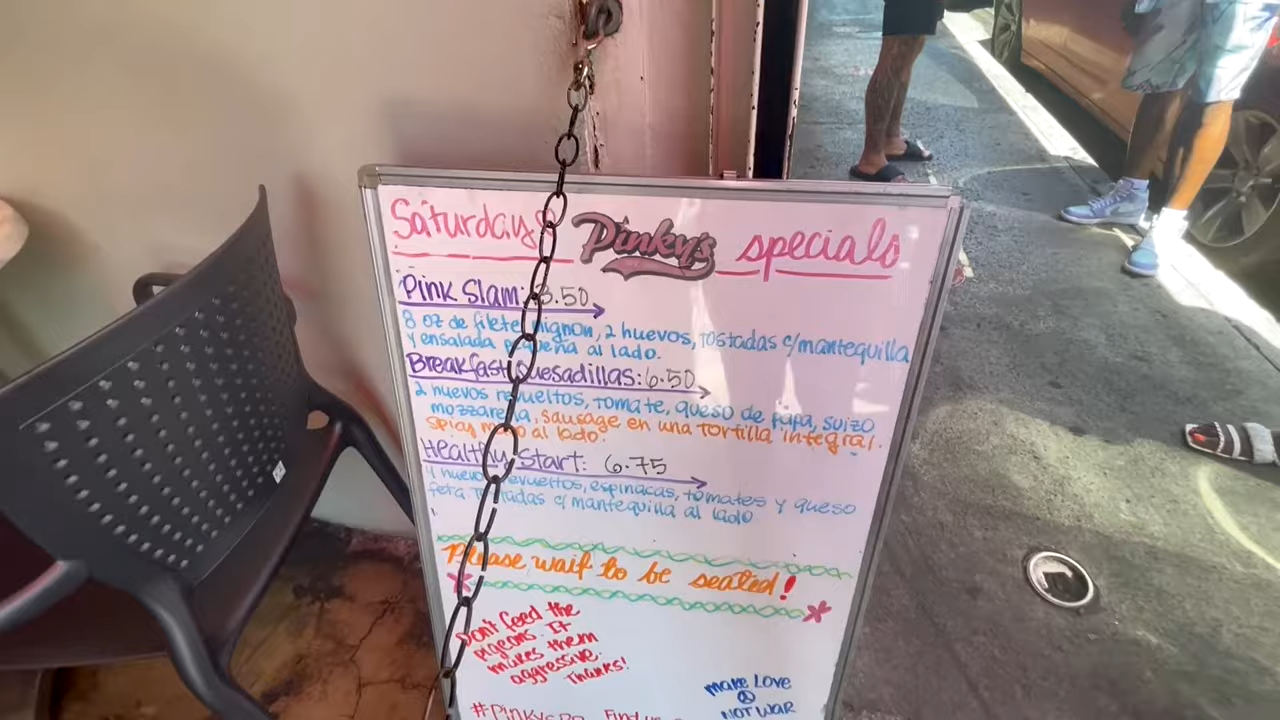 Saturday Pinky's specials
Pink Slam: 8.50
8 oz de filete mignon, 2 huevos, tostadas c/mantequilla
y ensalada pequeña al lado.
Breakfast Quesadillas: 6.50
2 huevos revueltos, tomate, queso de papa, suizo
mozzarella, sausage en una tortilla integral.
spicy mayo al lado.
Healthy Start: 6.75
4 huevos revueltos, espinacas, tomates y queso
feta tostadas c/mantequilla al lado
Please wait to be seated!
Don't feed the
pigeons. It
makes them
aggressive.
Thanks!
make Love
NOT WAR
#Pinky's Find